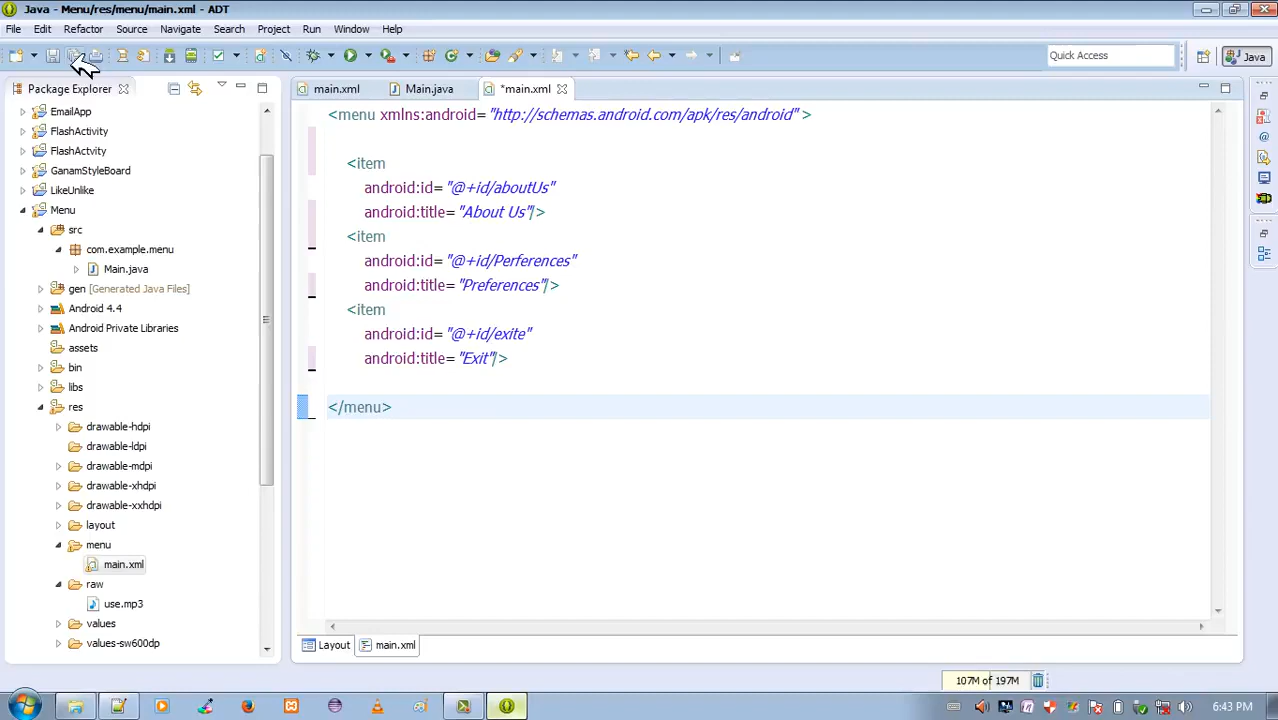 Java - Menu/res/menu/main.xml - ADT
File Edit Refactor Source Navigate Search Project Run Window Help
Quick Access
Java
Package Explorer
main.xml
Main.java
*main.xml
EmailApp
FlashActivity
FlashActvity
GanamStyleBoard
LikeUnlike
Menu
src
com.example.menu
Main.java
gen [Generated Java Files]
Android 4.4
Android Private Libraries
assets
bin
libs
res
drawable-hdpi
drawable-ldpi
drawable-mdpi
drawable-xhdpi
drawable-xxhdpi
layout
menu
main.xml
raw
use.mp3
values
values-sw600dp
<menu xmlns:android="http://schemas.android.com/apk/res/android" >
<item
android:id="@+id/aboutUs"
android:title="About Us"/>
<item
android:id="@+id/Perferences"
android:title="Preferences"/>
<item
android:id="@+id/exite"
android:title="Exit"/>
</menu>
Layout
main.xml
107M of 197M
6:43 PM